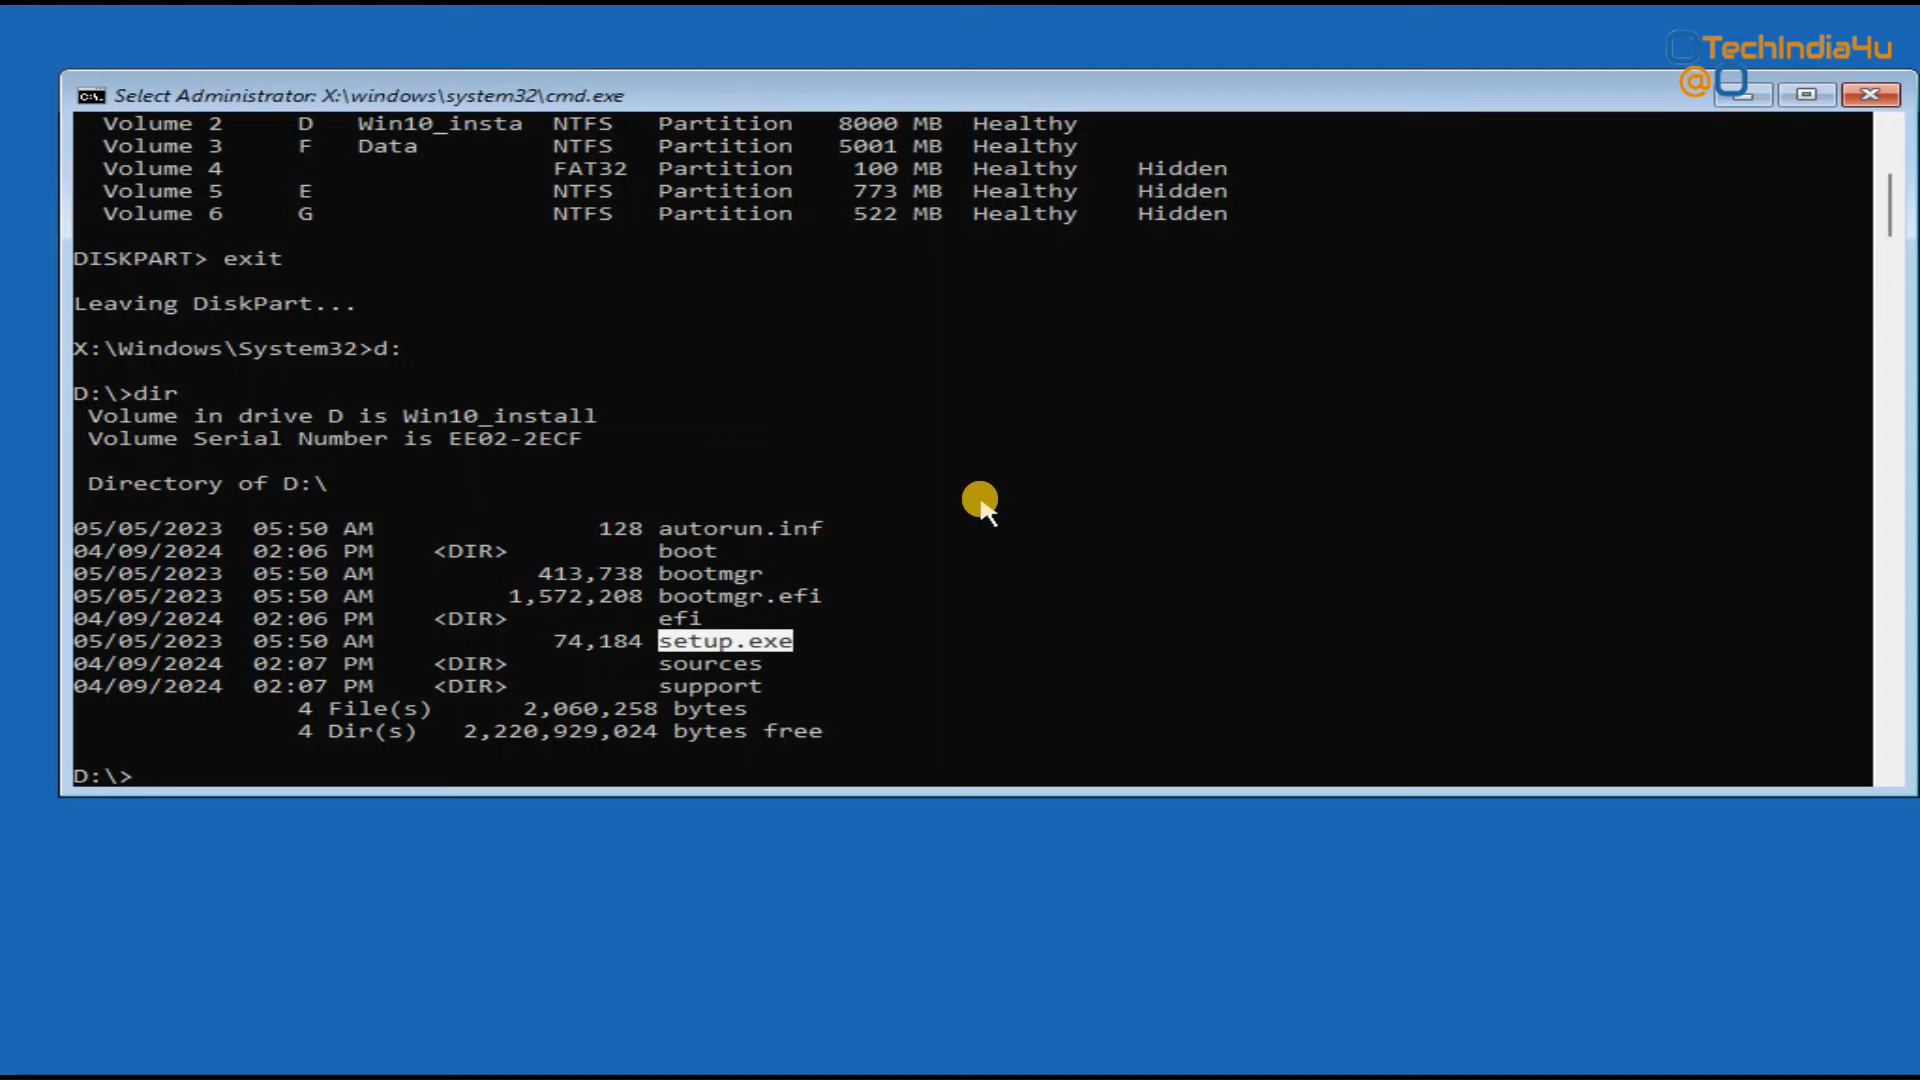 TechIndia4u
@
Select Administrator: X:\windows\system32\cmd.exe
Volume 2 D Win10_insta NTFS Partition 8000 MB Healthy
Volume 3 F Data NTFS Partition 5001 MB Healthy
Volume 4 FAT32 Partition 100 MB Healthy Hidden
Volume 5 E NTFS Partition 773 MB Healthy Hidden
Volume 6 G NTFS Partition 522 MB Healthy Hidden
DISKPART> exit
Leaving DiskPart...
X:\Windows\System32>d:
D:\>dir
Volume in drive D is Win10_install
Volume Serial Number is EE02-2ECF
Directory of D:\
05/05/2023 05:50 AM 128 autorun.inf
04/09/2024 02:06 PM <DIR> boot
05/05/2023 05:50 AM 413,738 bootmgr
05/05/2023 05:50 AM 1,572,208 bootmgr.efi
04/09/2024 02:06 PM <DIR> efi
05/05/2023 05:50 AM 74,184 setup.exe
04/09/2024 02:07 PM <DIR> sources
04/09/2024 02:07 PM <DIR> support
4 File(s) 2,060,258 bytes
4 Dir(s) 2,220,929,024 bytes free
D:\>